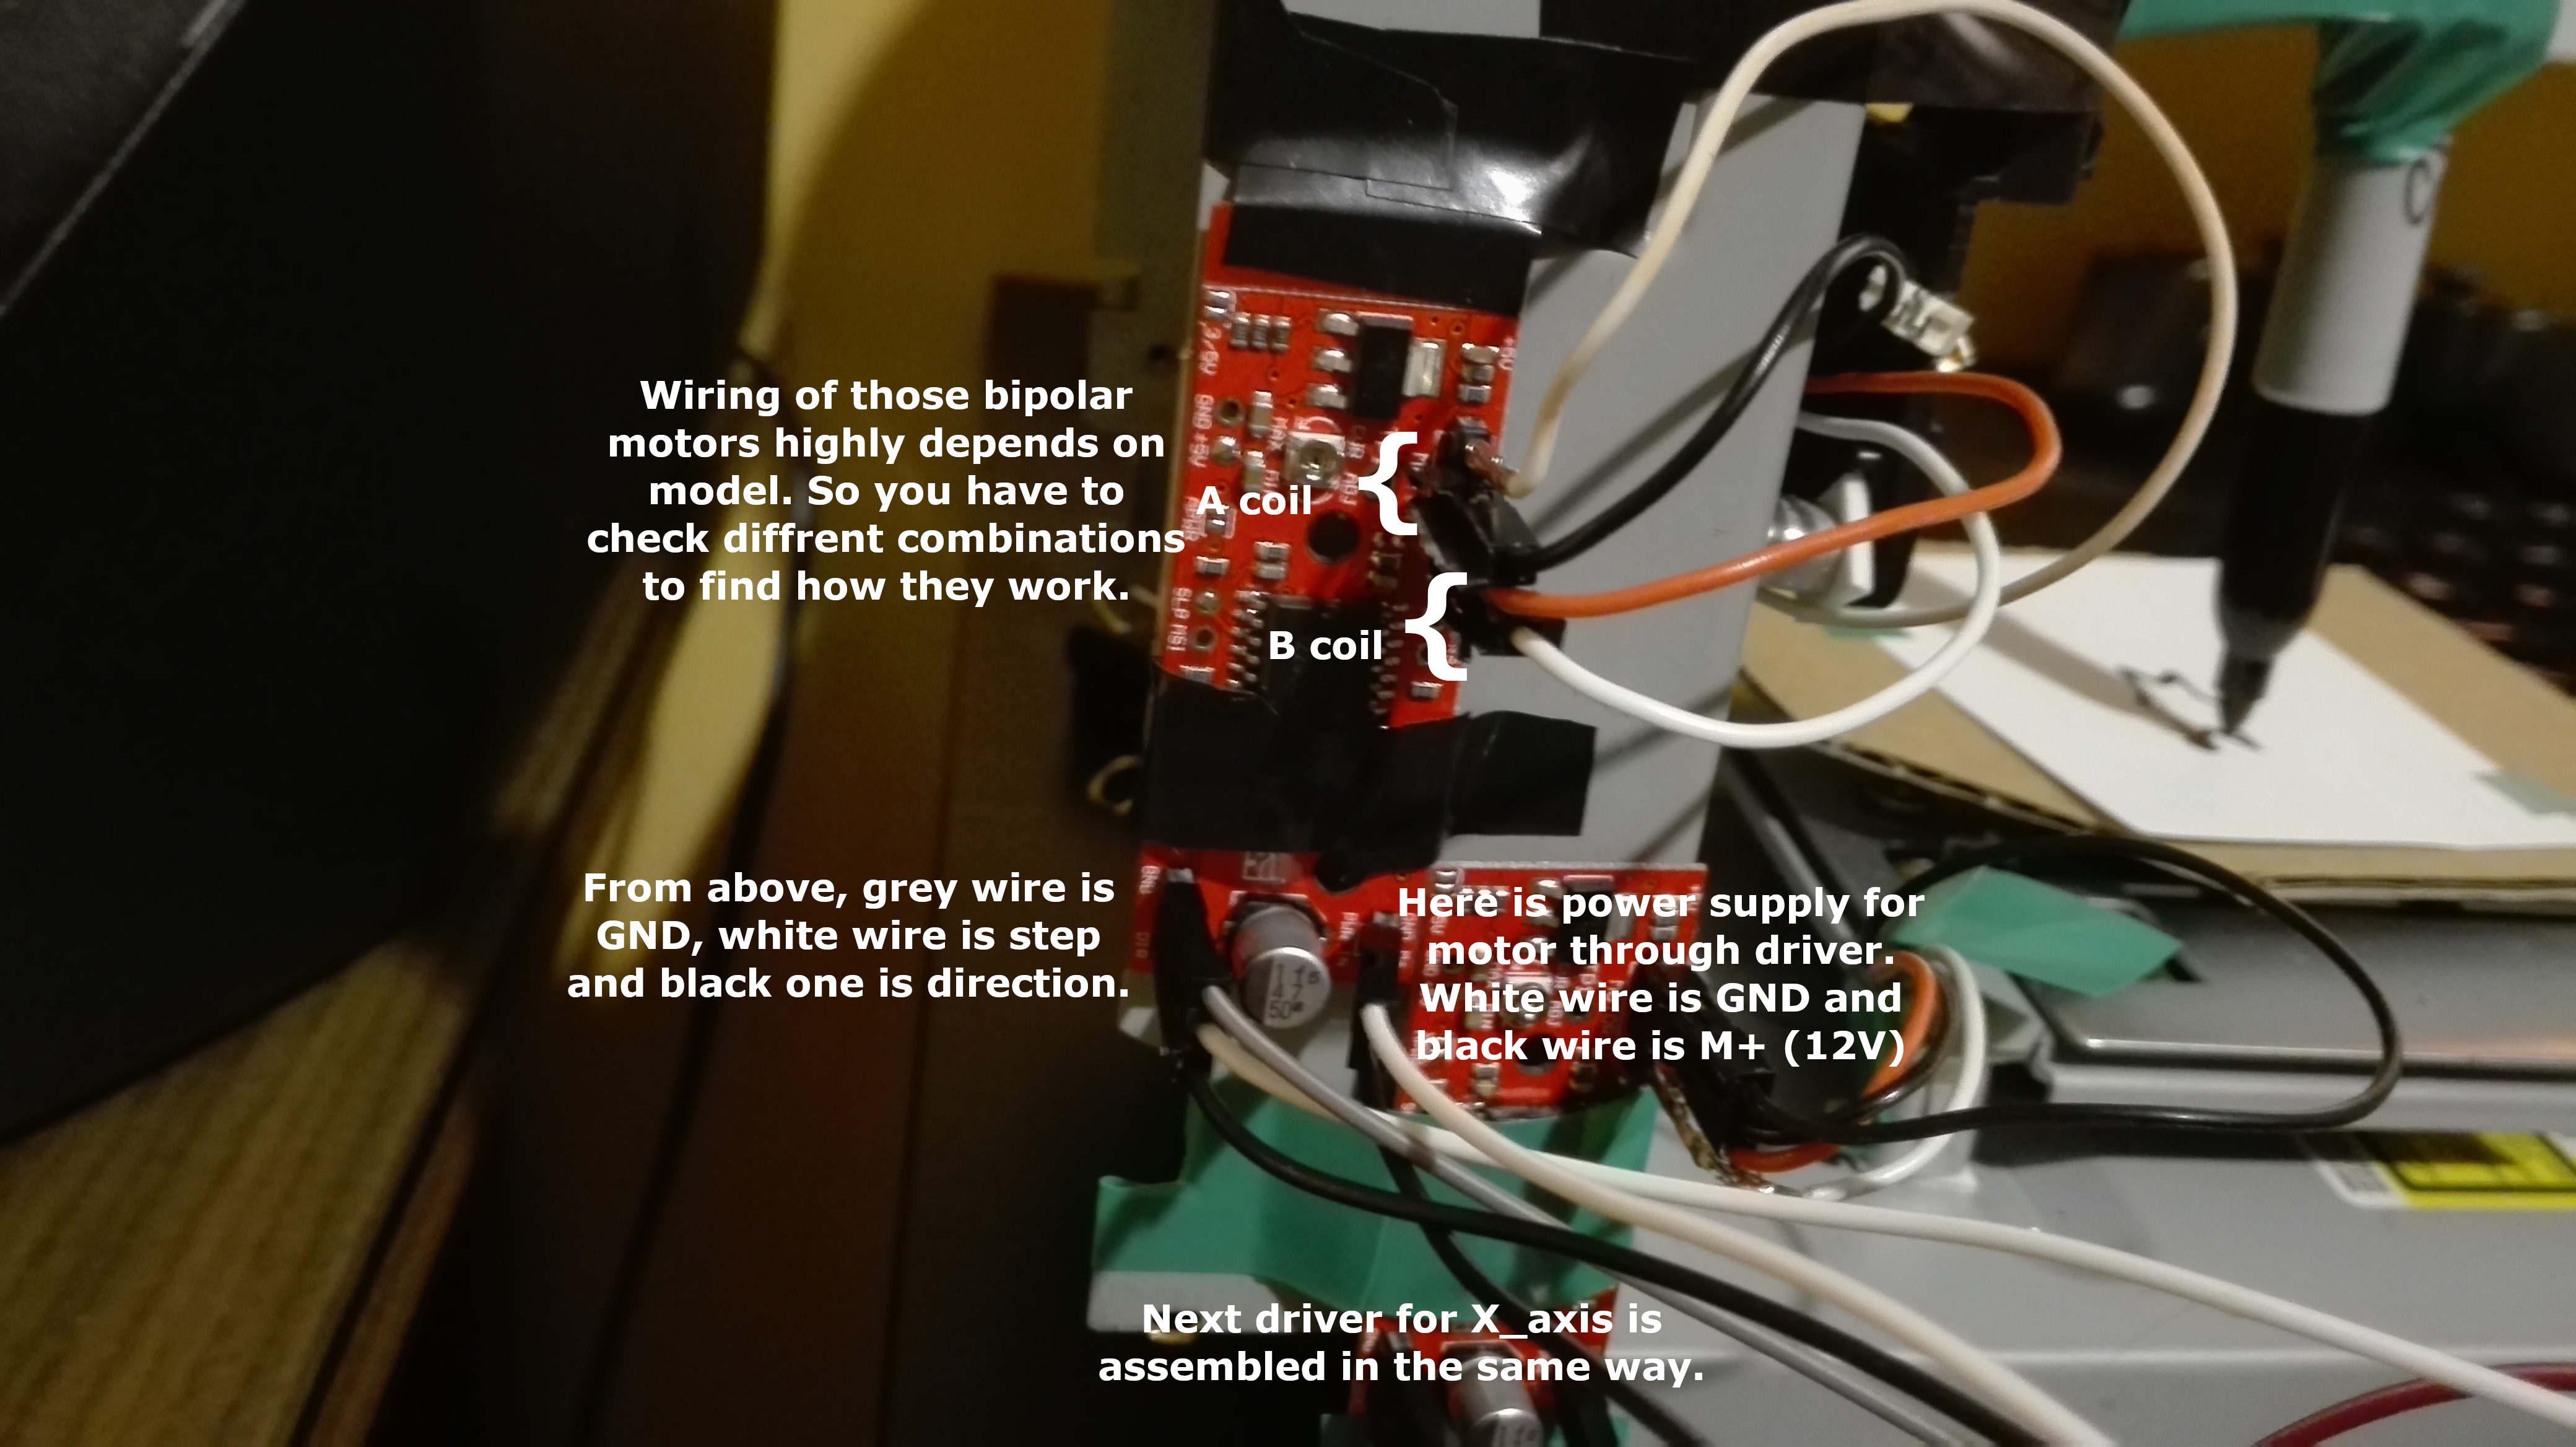 Wiring of those bipolar
motors highly depends on
model. So you have to
check diffrent combinations
to find how they work.
A coil
B coil
From above, grey wire is
GND, white wire is step
and black one is direction.
Here is power supply for
motor through driver.
White wire is GND and
black wire is M+ (12V)
Next driver for X_axis is
assembled in the same way.